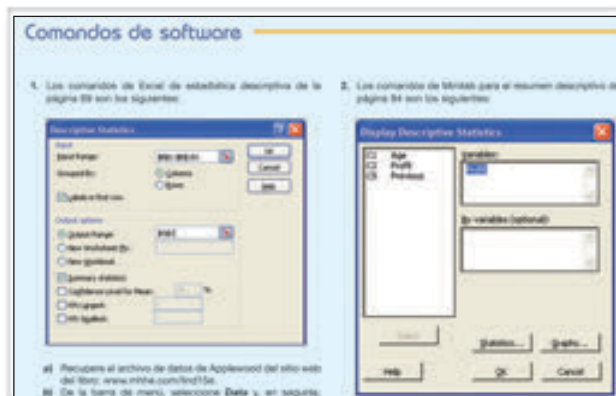 Comandos de software
1. Los comandos de Excel de estadística descriptiva de la
página 69 son los siguientes:
Descriptive Statistics
Input
Input Range:
Grouped By:
Columns
Rows
Labels in first row
OK
Cancel
Help
Output options
Output Range:
New Worksheet Ply:
New Workbook
Summary statistics
Confidence Level for Mean: %
Kth Largest:
Kth Smallest:
a) Recupere el archivo de datos de Applewood del sitio web
del libro: www.mhhe.com/lind15e.
b) De la barra de menú, seleccione Data y, en seguida,
2. Los comandos de Minitab para el resumen descriptivo de
página 84 son los siguientes:
Display Descriptive Statistics
C1 Age
Profit
Previous
Variables:
Profit
By variables (optional):
Select
Statistics... Graphs...
Help OK Cancel